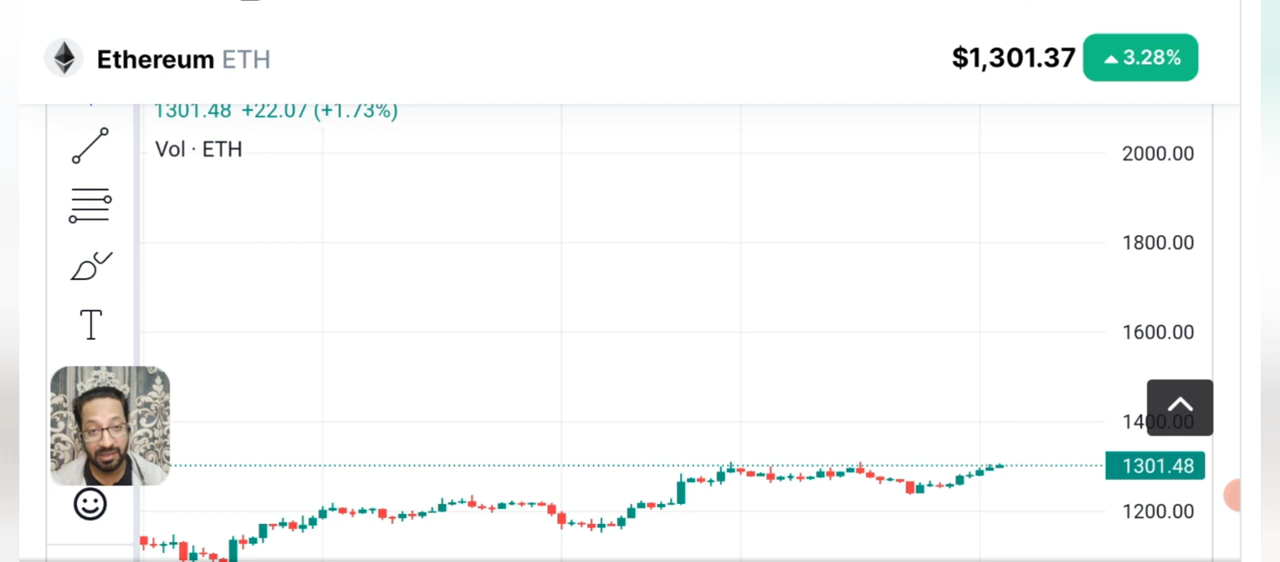 Ethereum ETH
$1,301.37 ▲ 3.28%
1301.48 +22.07 (+1.73%)
Vol · ETH
2000.00
1800.00
T
1600.00
1400.00
1301.48
1200.00